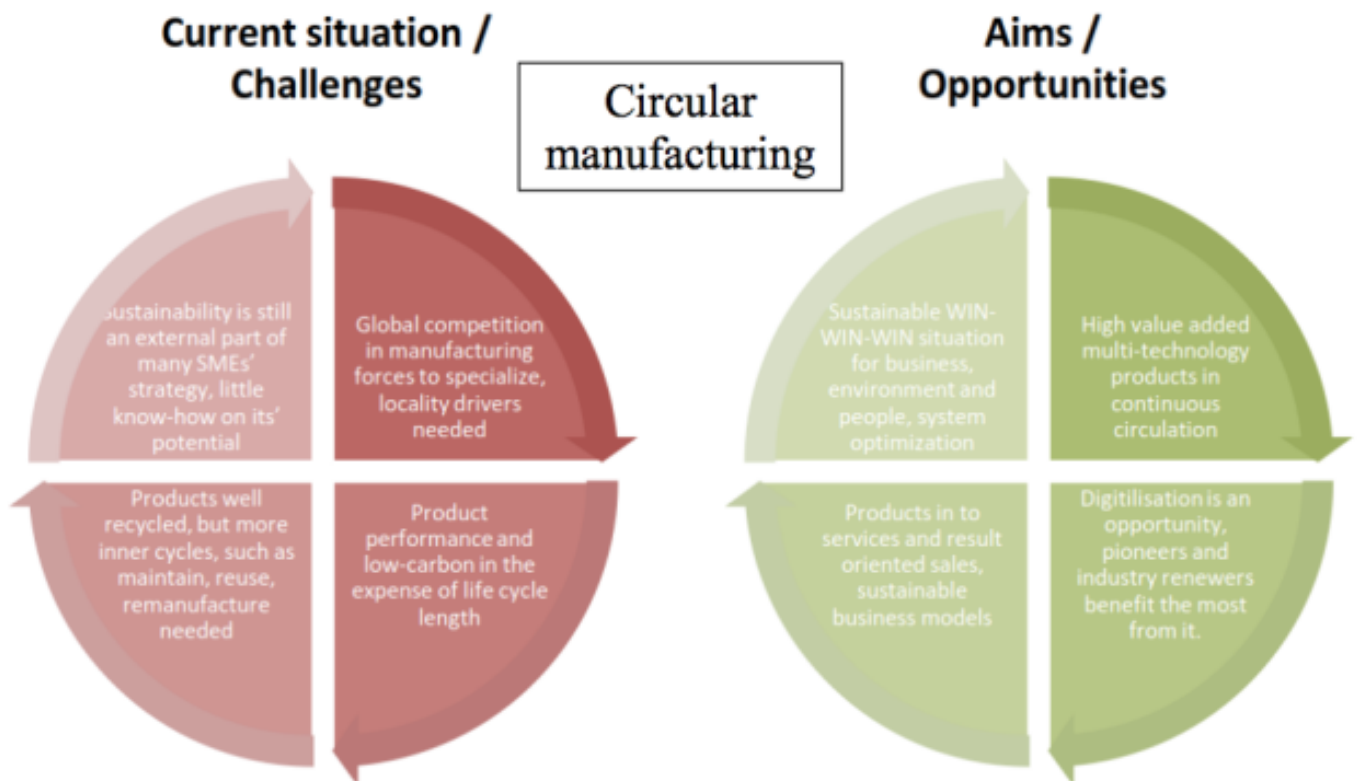 Current situation /
Challenges
Circular
manufacturing
Aims /
Opportunities
Sustainability is still
an external part of
many SMEs'
strategy, little
know-how on its'
potential
Global competition
in manufacturing
forces to specialize,
locality drivers
needed
Products well
recycled, but more
inner cycles, such as
maintain, reuse,
remanufacture
needed
Product
performance and
low-carbon in the
expense of life cycle
length
Sustainable WIN-
WIN-WIN situation
for business,
environment and
people, system
optimization
High value added
multi-technology
products in
continuous
circulation
Products in to
services and result
oriented sales,
sustainable
business models
Digitilisation is an
opportunity,
pioneers and
industry renewers
benefit the most
from it.